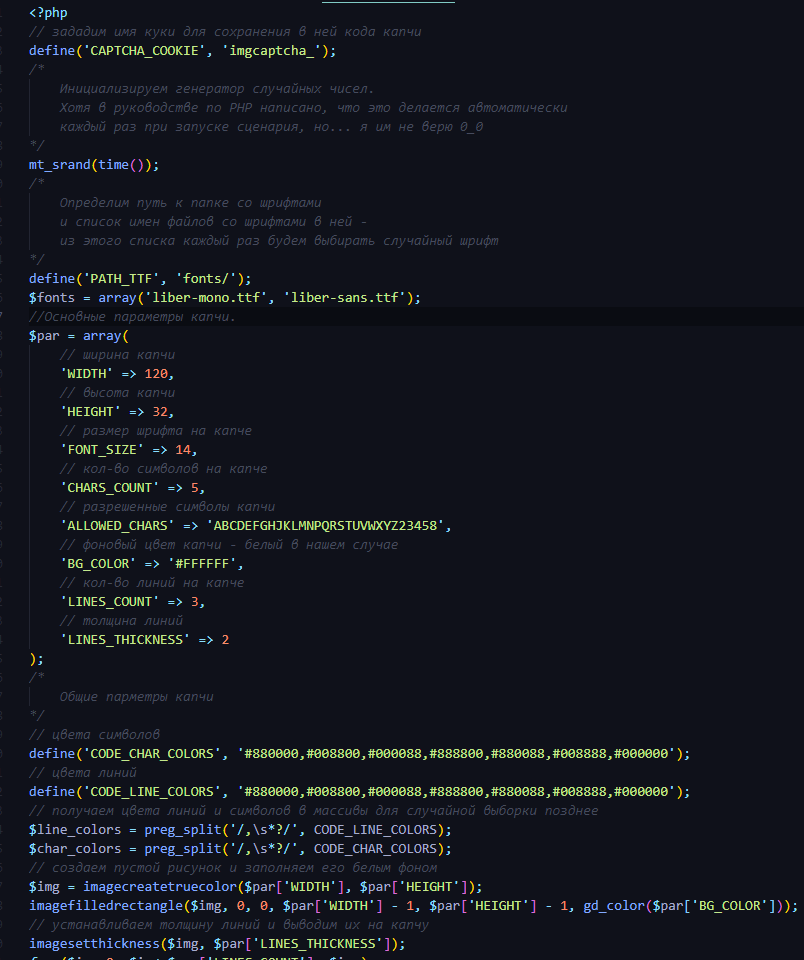 <?php
// зададим имя куки для сохранения в ней кода капчи
define('CAPTCHA_COOKIE', 'imgcaptcha_');
/*
Инициализируем генератор случайных чисел.
Хотя в руководстве по PHP написано, что это делается автоматически
каждый раз при запуске сценария, но... я им не верю 0_0
*/
mt_srand(time());
/*
Определим путь к папке со шрифтами
и список имен файлов со шрифтами в ней -
из этого списка каждый раз будем выбирать случайный шрифт
*/
define('PATH_TTF', 'fonts/');
$fonts = array('liber-mono.ttf', 'liber-sans.ttf');
//Основные параметры капчи.
$par = array(
// ширина капчи
'WIDTH' => 120,
// высота капчи
'HEIGHT' => 32,
// размер шрифта на капче
'FONT_SIZE' => 14,
// кол-во символов на капче
'CHARS_COUNT' => 5,
// разрешенные символы капчи
'ALLOWED_CHARS' => 'ABCDEFGHJKLMNPQRSTUVWXYZ23458',
// фоновый цвет капчи - белый в нашем случае
'BG_COLOR' => '#FFFFFF',
// кол-во линий на капче
'LINES_COUNT' => 3,
// толщина линий
'LINES_THICKNESS' => 2
);
/*
Общие парметры капчи
*/
// цвета символов
define('CODE_CHAR_COLORS', '#880000,#008800,#000088,#888800,#880088,#008888,#000000');
// цвета линий
define('CODE_LINE_COLORS', '#880000,#008800,#000088,#888800,#880088,#008888,#000000');
// получаем цвета линий и символов в массивы для случайной выборки позднее
$line_colors = preg_split('/,\s*?/', CODE_LINE_COLORS);
$char_colors = preg_split('/,\s*?/', CODE_CHAR_COLORS);
// создаем пустой рисунок и заполняем его белым фоном
$img = imagecreatetruecolor($par['WIDTH'], $par['HEIGHT']);
imagefilledrectangle($img, 0, 0, $par['WIDTH'] - 1, $par['HEIGHT'] - 1, gd_color($par['BG_COLOR']));
// устанавливаем толщину линий и выводим их на капчу
imagesetthickness($img, $par['LINES_THICKNESS']);